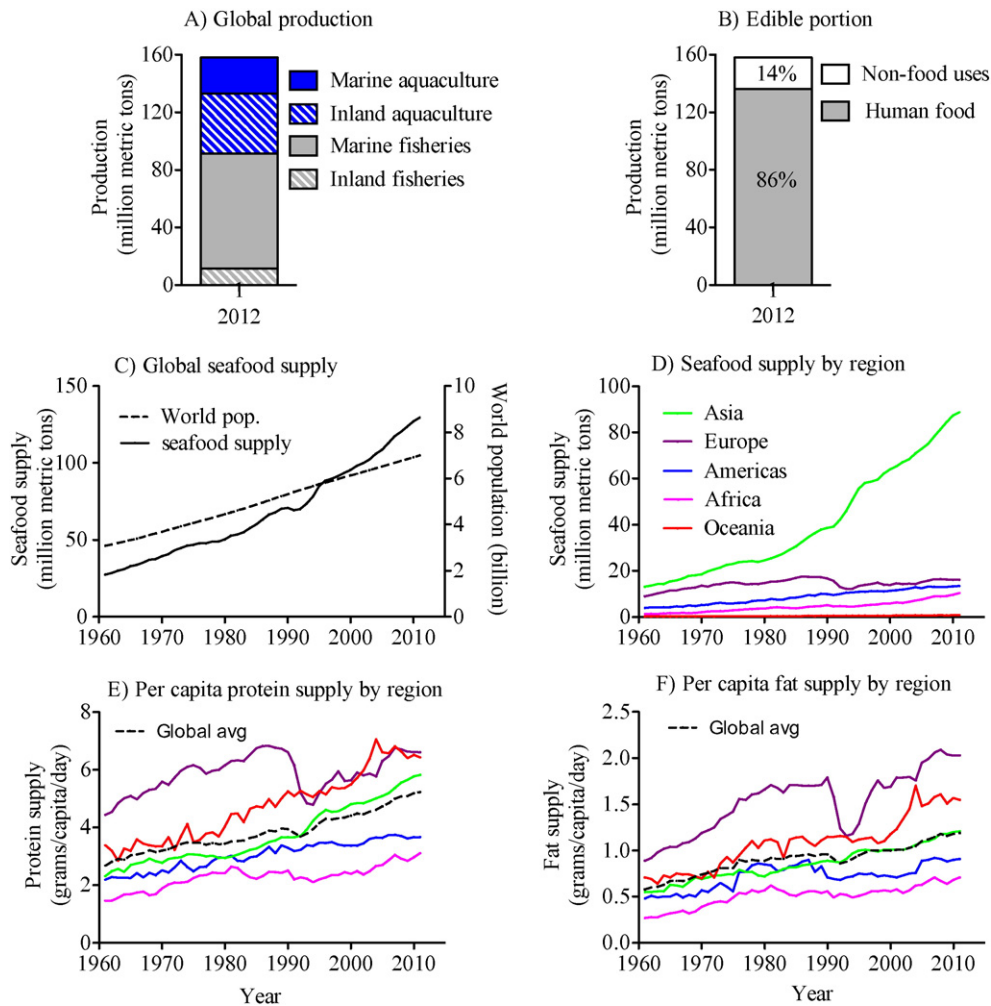 A) Global production
Production
(million metric tons)
160
120
80
40
0
2012
Marine aquaculture
Inland aquaculture
Marine fisheries
Inland fisheries
B) Edible portion
Production
(million metric tons)
160
120
80
40
0
14%
86%
2012
Non-food uses
Human food
C) Global seafood supply
Seafood supply
(million metric tons)
150
100
50
0
World pop.
seafood supply
10
8
6
4
2
0
World population (billion)
1960 1970 1980 1990 2000 2010
D) Seafood supply by region
Seafood supply
(million metric tons)
100
80
60
40
20
0
Asia
Europe
Americas
Africa
Oceania
1960 1970 1980 1990 2000 2010
E) Per capita protein supply by region
Protein supply
(grams/capita/day)
8
6
4
2
0
Global avg
1960 1970 1980 1990 2000 2010
Year
F) Per capita fat supply by region
Fat supply
(grams/capita/day)
2.5
2.0
1.5
1.0
0.5
0.0
Global avg
1960 1970 1980 1990 2000 2010
Year